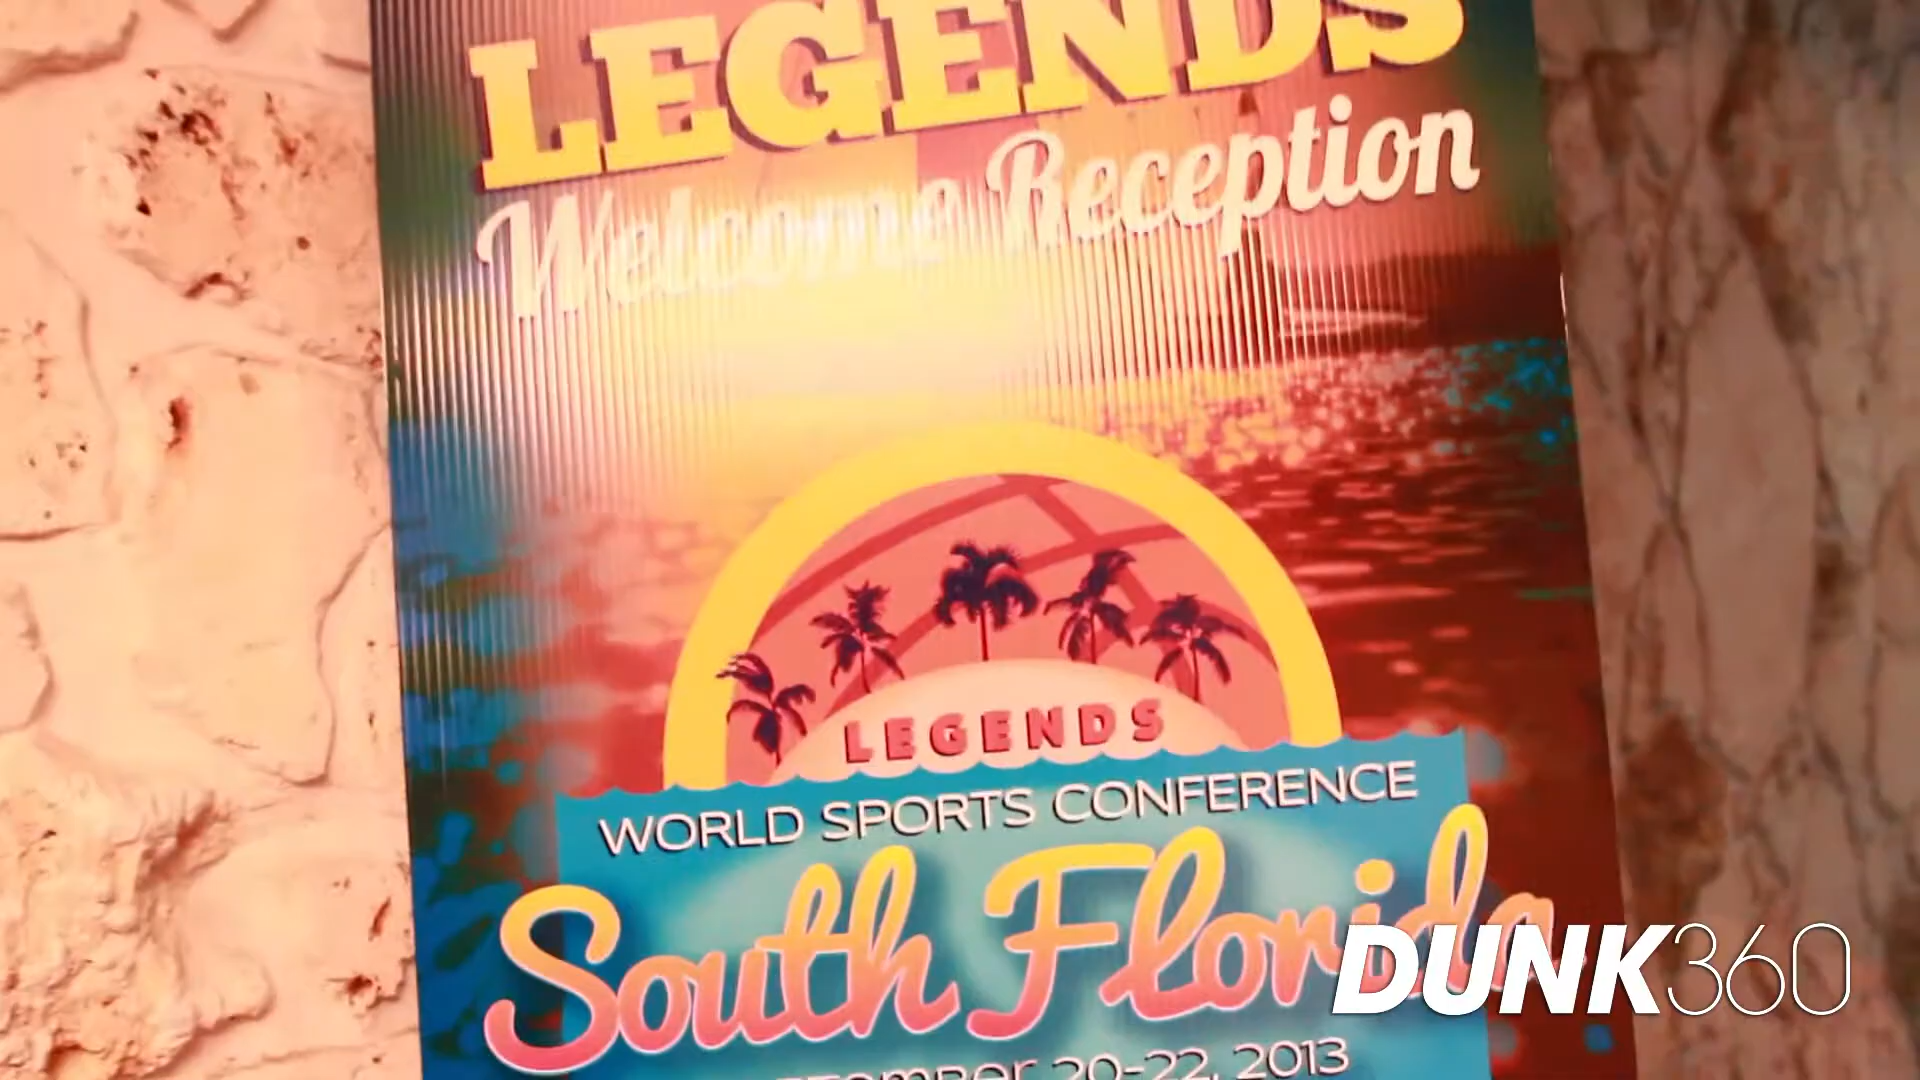 LEGENDS
Welcome Reception
LEGENDS
WORLD SPORTS CONFERENCE
South Florida
20-22, 2013
DUNK360